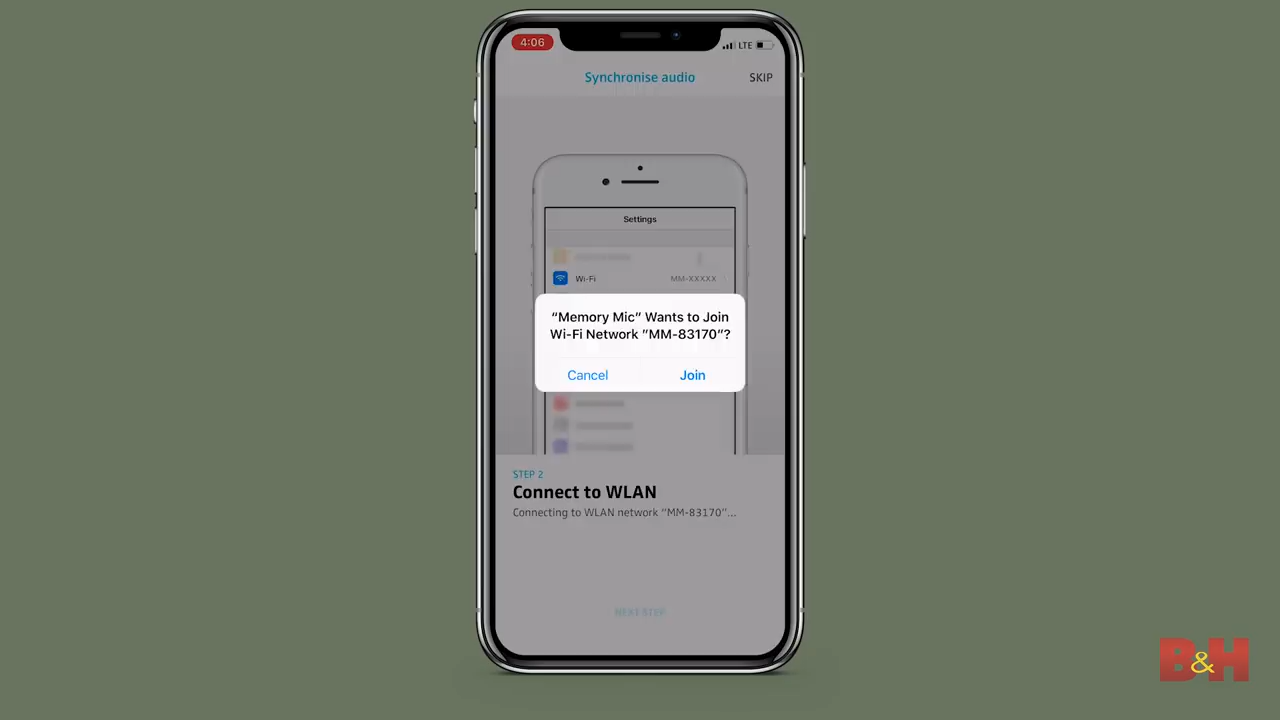 4:06
LTE
Synchronise audio
SKIP
Settings
Wi-Fi
MM-XXXXX
“Memory Mic” Wants to Join
Wi-Fi Network “MM-83170”?
Cancel
Join
STEP 2
Connect to WLAN
Connecting to WLAN network “MM-83170”...
NEXT STEP
B&H